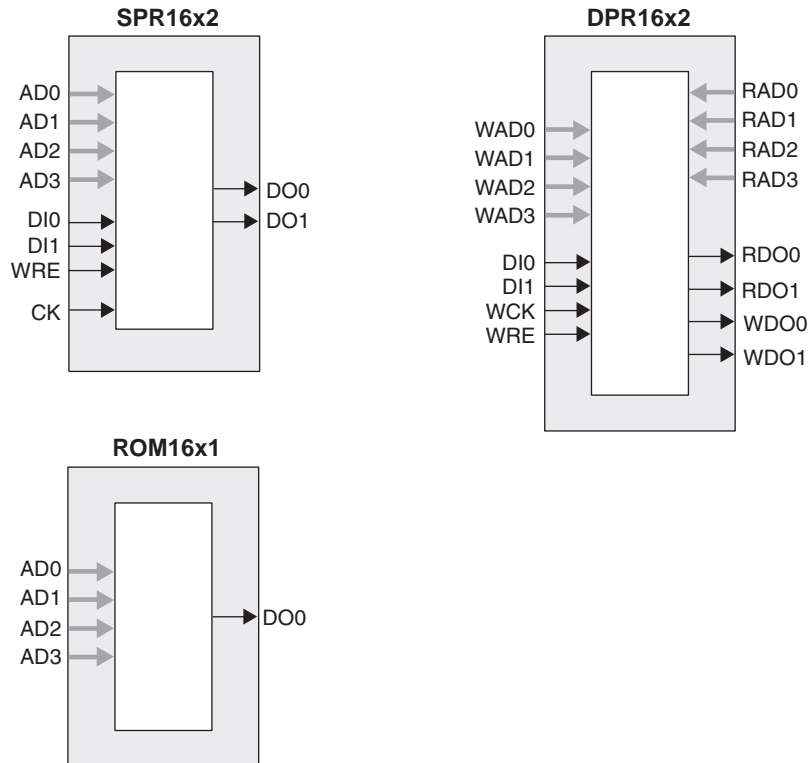 SPR16x2
AD0
AD1
AD2
AD3
DI0
DI1
WRE
CK
DO0
DO1
DPR16x2
WAD0
WAD1
WAD2
WAD3
DI0
DI1
WCK
WRE
RAD0
RAD1
RAD2
RAD3
RDO0
RDO1
WDO0
WDO1
ROM16x1
AD0
AD1
AD2
AD3
DO0